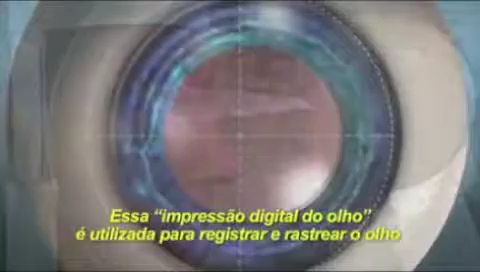 Essa “impressão digital do olho”
é utilizada para registrar e rastrear o olho